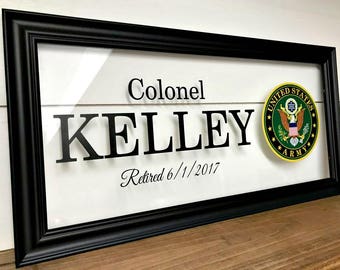 Colonel
KELLEY
Retired 6/1/2017
UNITED STATES
ARMY